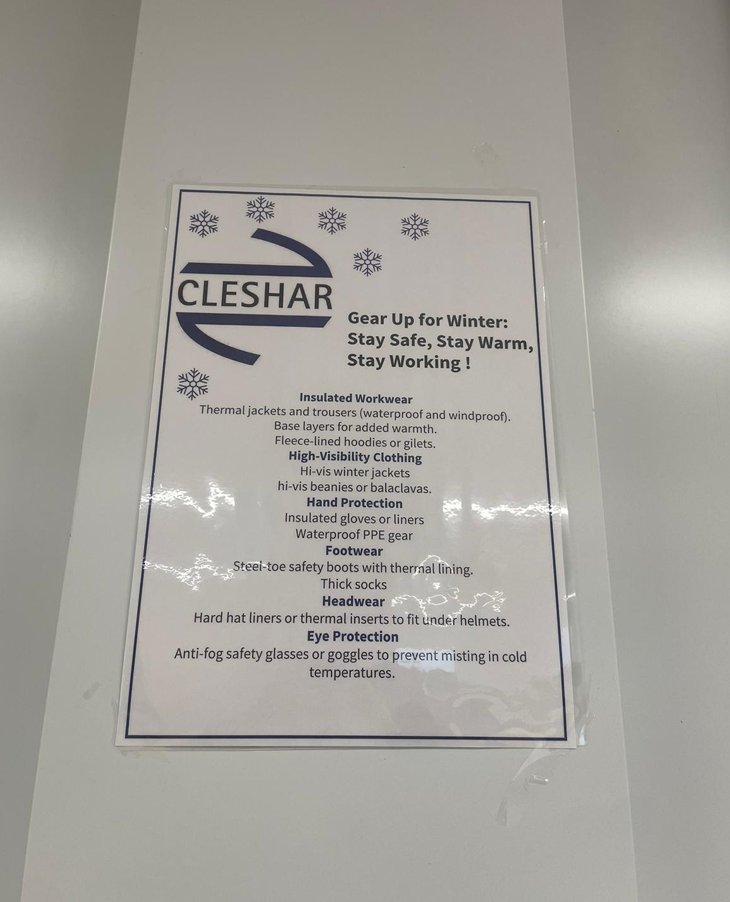 CLESHAR
Gear Up for Winter:
Stay Safe, Stay Warm,
Stay Working !
Insulated Workwear
Thermal jackets and trousers (waterproof and windproof).
Base layers for added warmth.
Fleece-lined hoodies or gilets.
High-Visibility Clothing
Hi-vis winter jackets
hi-vis beanies or balaclavas.
Hand Protection
Insulated gloves or liners
Waterproof PPE gear
Footwear
Steel-toe safety boots with thermal lining.
Thick socks
Headwear
Hard hat liners or thermal inserts to fit under helmets.
Eye Protection
Anti-fog safety glasses or goggles to prevent misting in cold
temperatures.